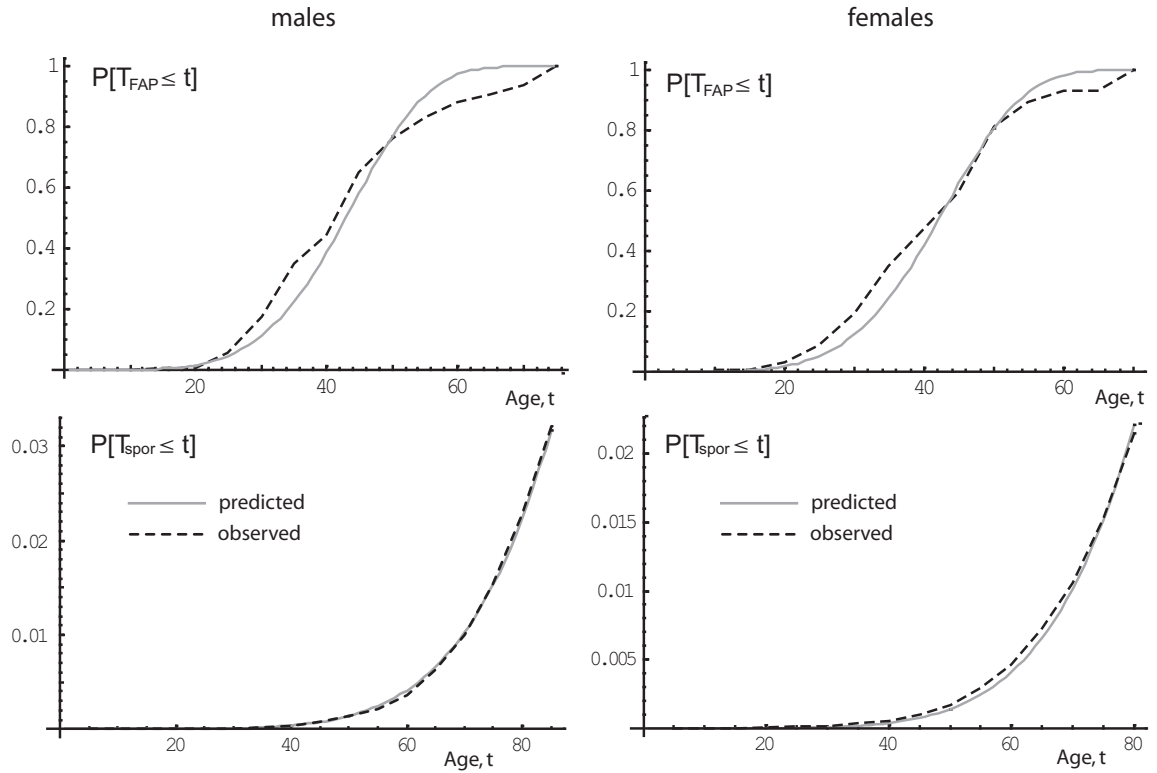 males
females
P[T_FAP ≤ t]
1
0.8
0.6
0.4
0.2
20 40 60
Age, t
P[T_FAP ≤ t]
1
0.8
0.6
0.4
0.2
20 40 60
Age, t
P[T_spor ≤ t]
0.03
0.02
0.01
predicted
observed
20 40 60 80
Age, t
P[T_spor ≤ t]
0.02
0.015
0.01
0.005
predicted
observed
20 40 60 80
Age, t